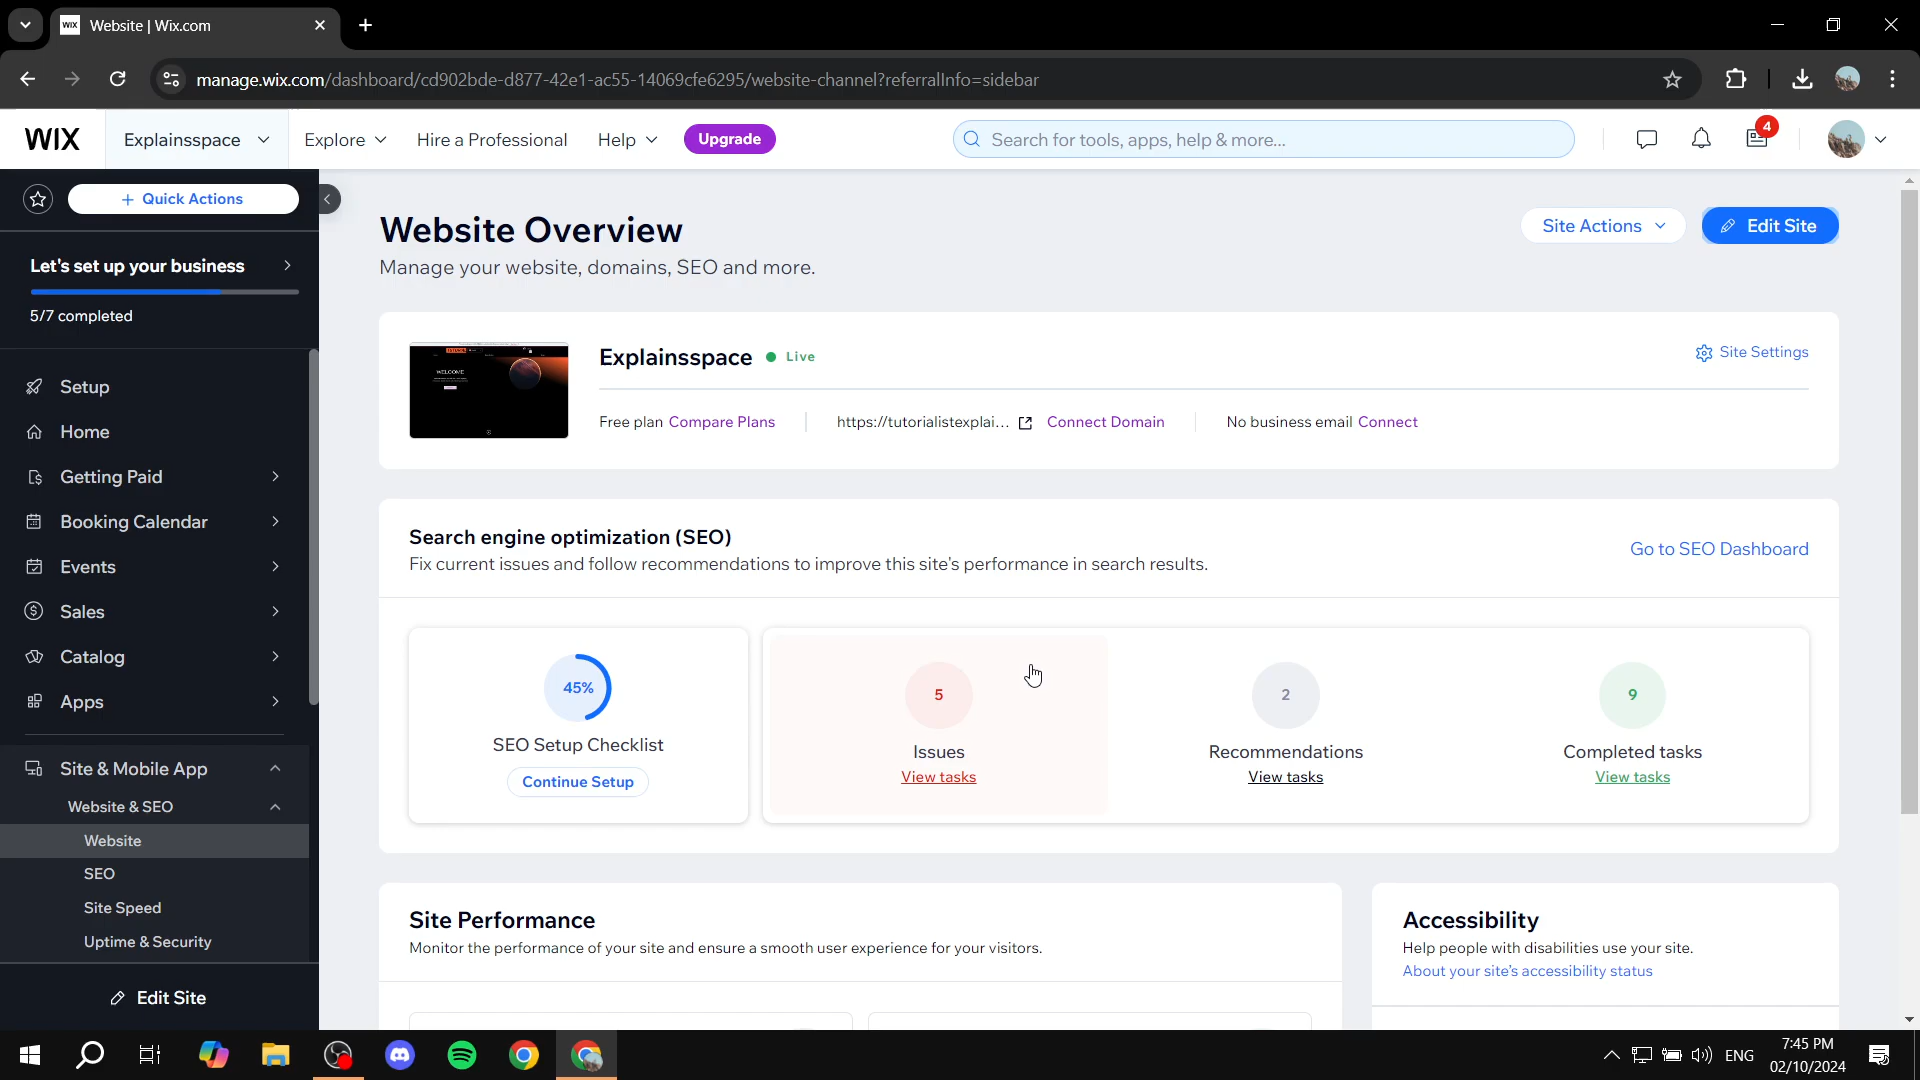 WIX Website | Wix.com
manage.wix.com/dashboard/cd902bde-d877-42e1-ac55-14069cfe6295/website-channel?referralInfo=sidebar
WIX
Explainsspace
Explore
Hire a Professional
Help
Upgrade
Search for tools, apps, help & more...
4
+ Quick Actions
Let's set up your business
5/7 completed
Setup
Home
Getting Paid
Booking Calendar
Events
Sales
Catalog
Apps
Site & Mobile App
Website & SEO
Website
SEO
Site Speed
Uptime & Security
Edit Site
Website Overview
Manage your website, domains, SEO and more.
Site Actions
Edit Site
WELCOME
Explainsspace
Live
Site Settings
Free plan Compare Plans
https://tutorialistexplai...
Connect Domain
No business email Connect
Search engine optimization (SEO)
Fix current issues and follow recommendations to improve this site's performance in search results.
Go to SEO Dashboard
45%
SEO Setup Checklist
Continue Setup
5
Issues
View tasks
2
Recommendations
View tasks
9
Completed tasks
View tasks
Site Performance
Monitor the performance of your site and ensure a smooth user experience for your visitors.
Accessibility
Help people with disabilities use your site.
About your site's accessibility status
ENG
7:45 PM
02/10/2024